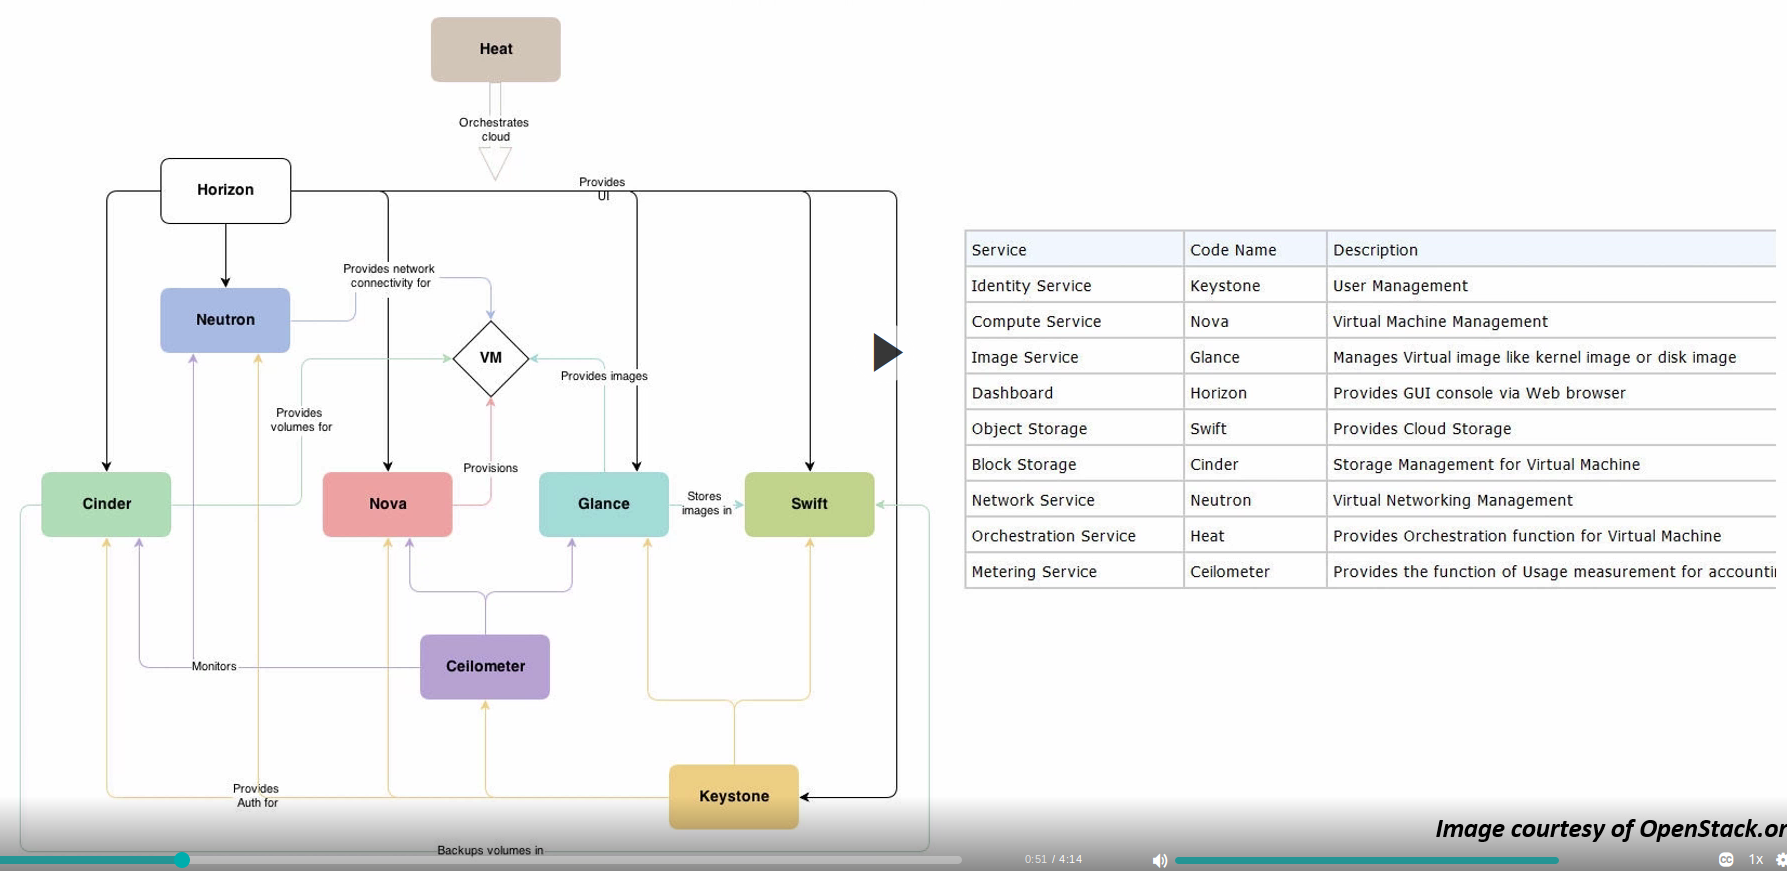 Heat
Orchestrates
cloud
Horizon
Provides
UI
Neutron
Provides network
connectivity for
VM
Provides images
Provides
volumes for
Provisions
Cinder
Nova
Glance
Stores
images in
Swift
Ceilometer
Monitors
Keystone
Provides
Auth for
Backups volumes in
Service Code Name Description
Identity Service Keystone User Management
Compute Service Nova Virtual Machine Management
Image Service Glance Manages Virtual image like kernel image or disk image
Dashboard Horizon Provides GUI console via Web browser
Object Storage Swift Provides Cloud Storage
Block Storage Cinder Storage Management for Virtual Machine
Network Service Neutron Virtual Networking Management
Orchestration Service Heat Provides Orchestration function for Virtual Machine
Metering Service Ceilometer Provides the function of Usage measurement for accounti
Image courtesy of OpenStack.or
0:51 / 4:14
CC
1x